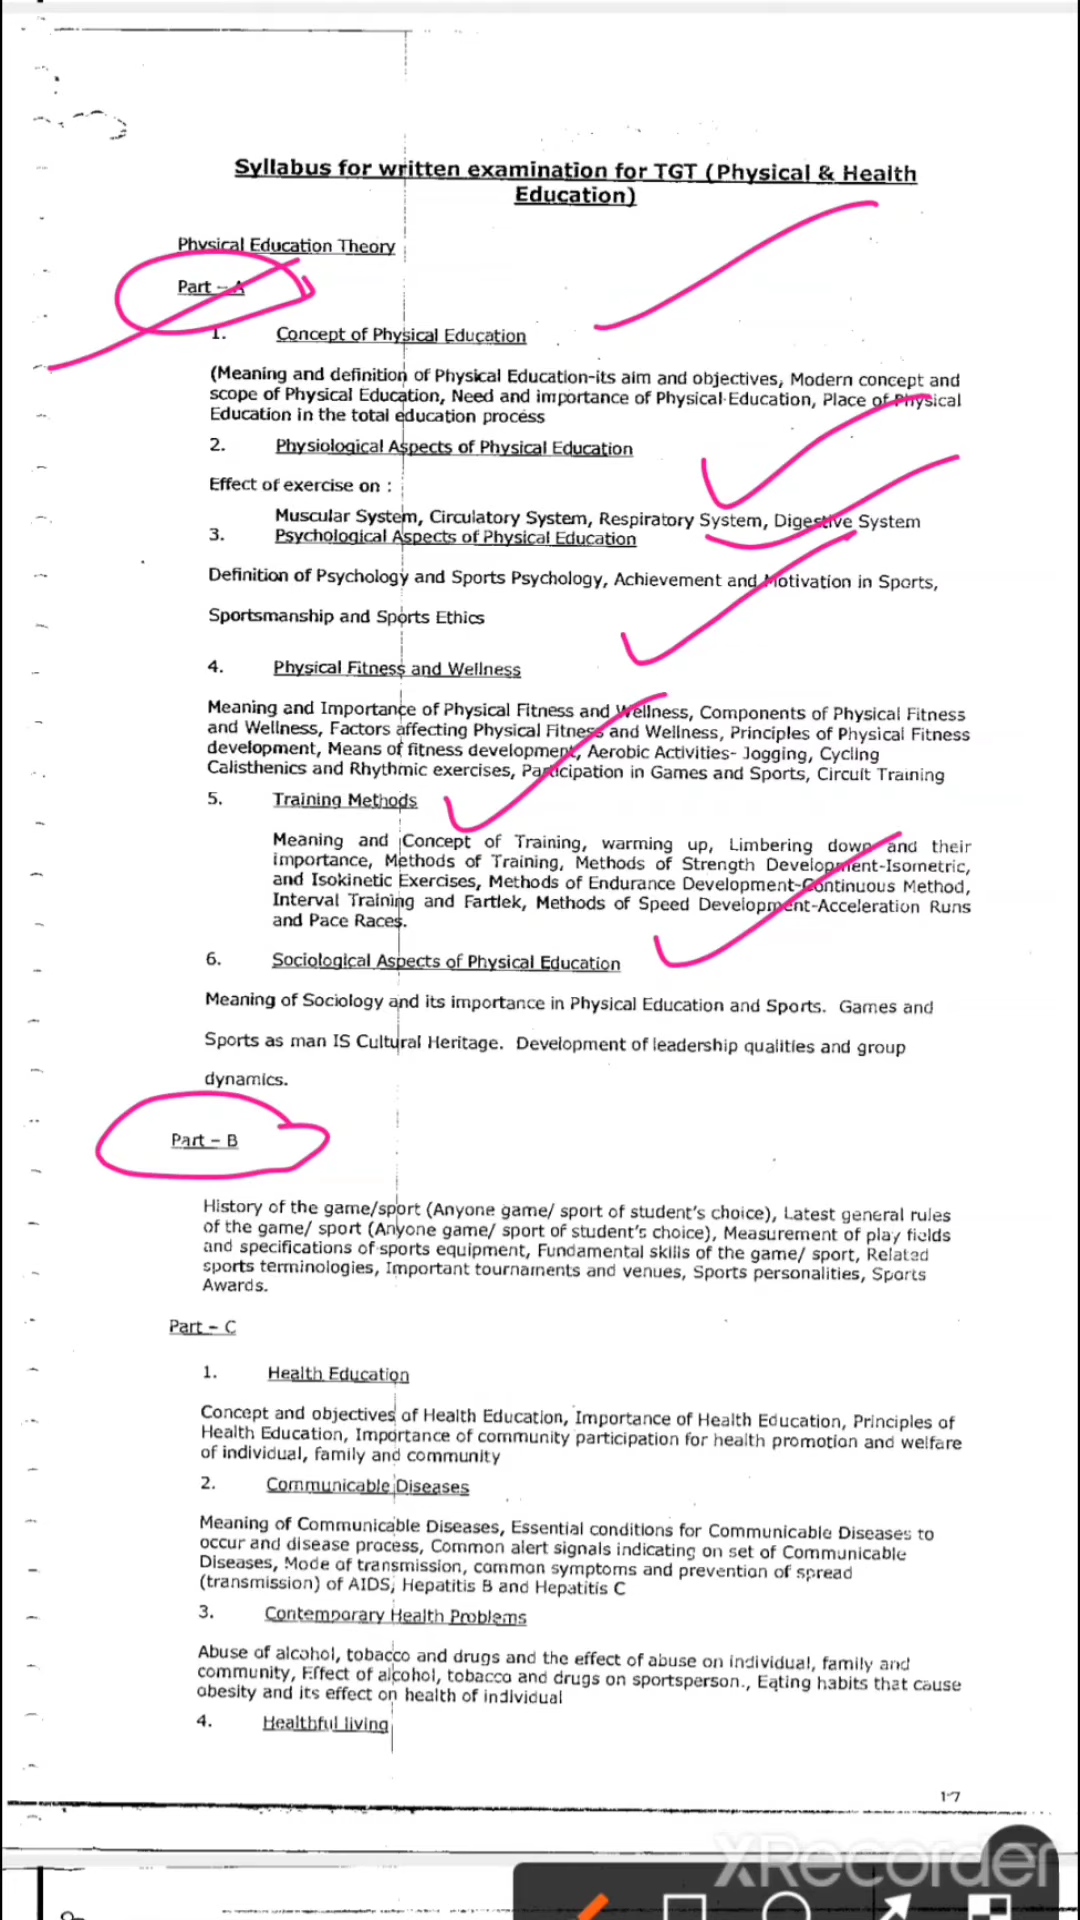 Syllabus for written examination for TGT (Physical & Health
Education)
Physical Education Theory
Part – A
1. Concept of Physical Education
(Meaning and definition of Physical Education-its aim and objectives, Modern concept and
scope of Physical Education, Need and importance of Physical Education, Place of Physical
Education in the total education process
2. Physiological Aspects of Physical Education
Effect of exercise on :
Muscular System, Circulatory System, Respiratory System, Digestive System
3. Psychological Aspects of Physical Education
Definition of Psychology and Sports Psychology, Achievement and Motivation in Sports,
Sportsmanship and Sports Ethics
4. Physical Fitness and Wellness
Meaning and Importance of Physical Fitness and Wellness, Components of Physical Fitness
and Wellness, Factors affecting Physical Fitness and Wellness, Principles of Physical Fitness
development, Means of fitness development, Aerobic Activities- Jogging, Cycling
Calisthenics and Rhythmic exercises, Participation in Games and Sports, Circuit Training
5. Training Methods
Meaning and Concept of Training, warming up, Limbering down and their
importance, Methods of Training, Methods of Strength Development-Isometric,
and Isokinetic Exercises, Methods of Endurance Development-Continuous Method,
Interval Training and Fartlek, Methods of Speed Development-Acceleration Runs
and Pace Races.
6. Sociological Aspects of Physical Education
Meaning of Sociology and its importance in Physical Education and Sports. Games and
Sports as man IS Cultural Heritage. Development of leadership qualities and group
dynamics.
Part – B
History of the game/sport (Anyone game/ sport of student's choice), Latest general rules
of the game/ sport (Anyone game/ sport of student's choice), Measurement of play fields
and specifications of sports equipment, Fundamental skills of the game/ sport, Related
sports terminologies, Important tournaments and venues, Sports personalities, Sports
Awards.
Part – C
1. Health Education
Concept and objectives of Health Education, Importance of Health Education, Principles of
Health Education, Importance of community participation for health promotion and welfare
of individual, family and community
2. Communicable Diseases
Meaning of Communicable Diseases, Essential conditions for Communicable Diseases to
occur and disease process, Common alert signals indicating on set of Communicable
Diseases, Mode of transmission, common symptoms and prevention of spread
(transmission) of AIDS, Hepatitis B and Hepatitis C
3. Contemporary Health Problems
Abuse of alcohol, tobacco and drugs and the effect of abuse on individual, family and
community, Effect of alcohol, tobacco and drugs on sportsperson., Eating habits that cause
obesity and its effect on health of individual
4. Healthful living
1-7
XRecorder